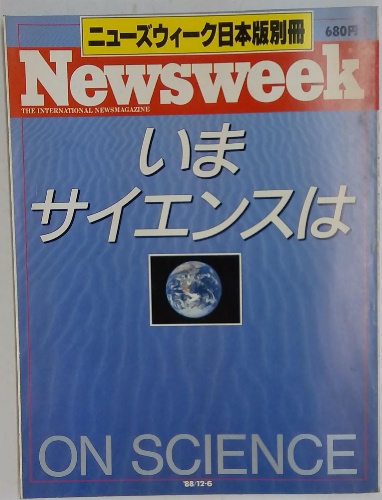 ニューズウィーク日本版別冊
680円
Newsweek
THE INTERNATIONAL NEWSMAGAZINE
いま
サイエンスは
ON SCIENCE
'88/12・6